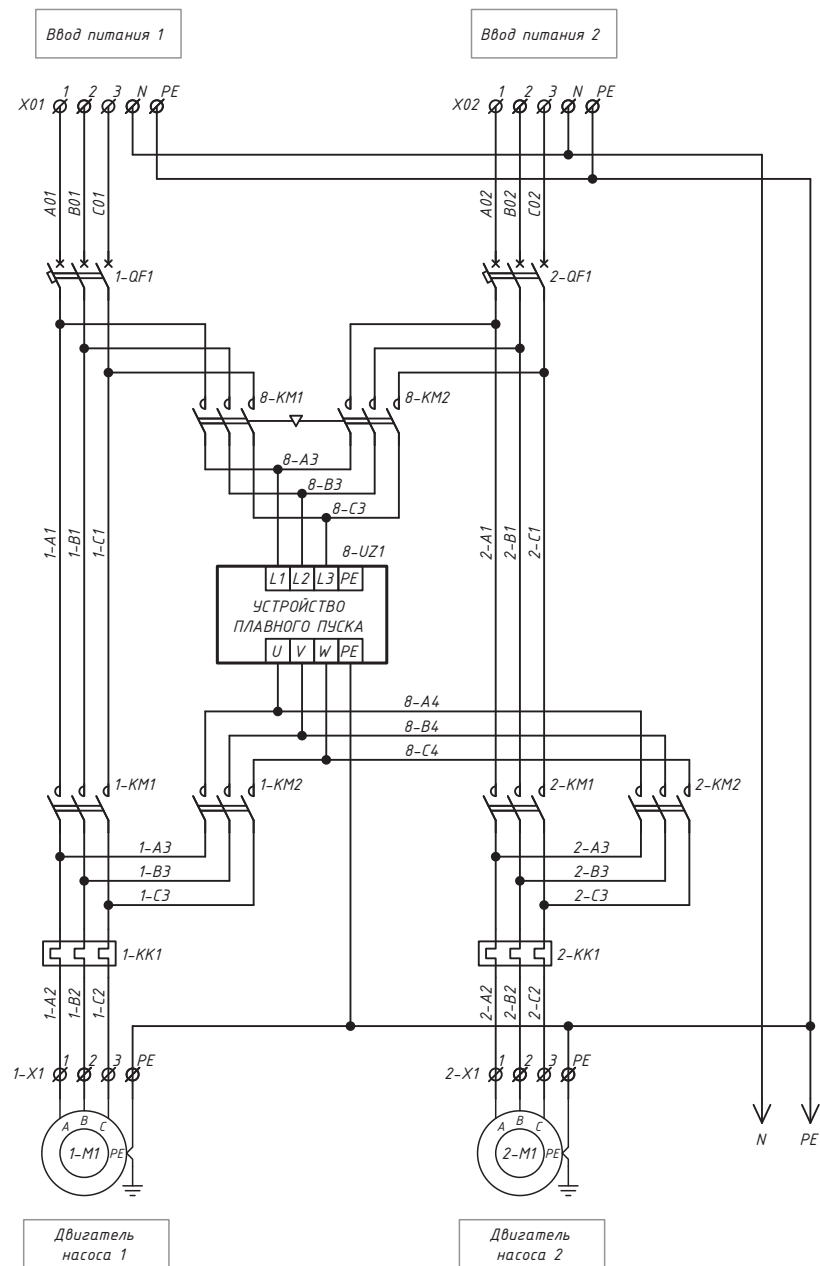 Ввод питания 1
Ввод питания 2
X01 1 2 3 N PE
X02 1 2 3 N PE
A01 B01 C01
A02 B02 C02
1-QF1
2-QF1
8-KM1
8-KM2
8-A3
8-B3
8-C3
1-A1 1-B1 1-C1
2-A1 2-B1 2-C1
8-UZ1
L1 L2 L3 PE
УСТРОЙСТВО
ПЛАВНОГО ПУСКА
U V W PE
8-A4
8-B4
8-C4
1-KM1
1-KM2
2-KM1
2-KM2
1-A3
1-B3
1-C3
2-A3
2-B3
2-C3
1-KK1
2-KK1
1-A2 1-B2 1-C2
2-A2 2-B2 2-C2
1-X1 1 2 3 PE
2-X1 1 2 3 PE
A B C
1-M1 PE
A B C
2-M1 PE
N PE
Двигатель
насоса 1
Двигатель
насоса 2